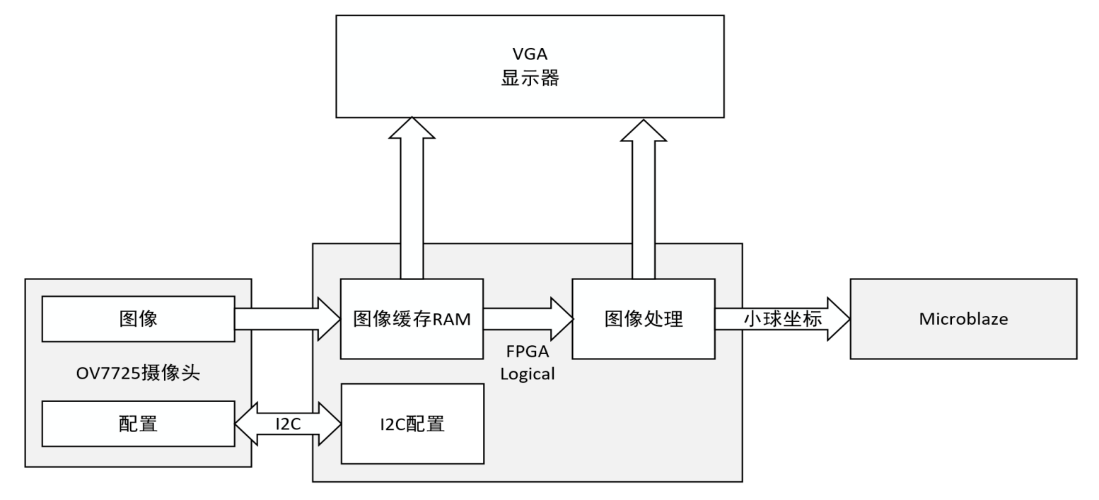 VGA
显示器
图像
图像缓存RAM
图像处理
小球坐标
Microblaze
FPGA
Logical
OV7725摄像头
配置
I2C
I2C配置